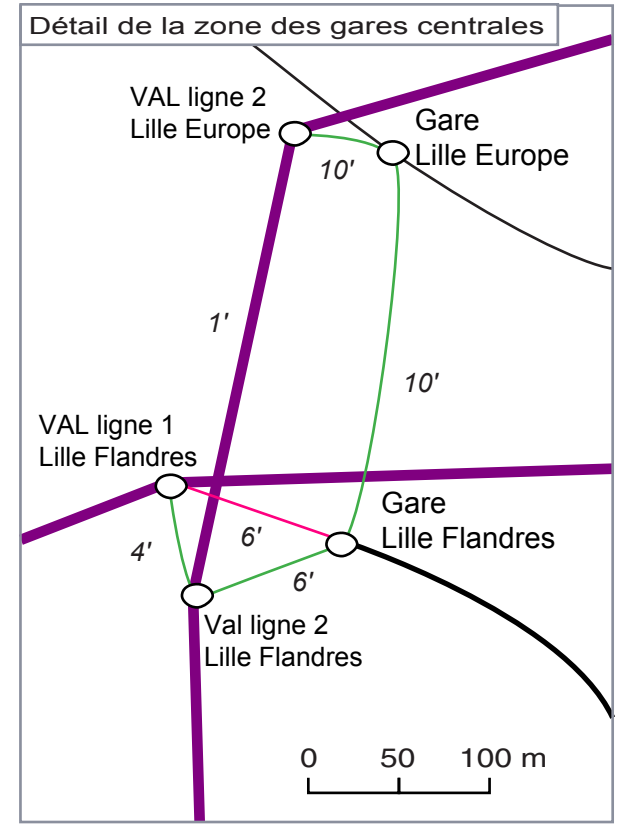 Détail de la zone des gares centrales
VAL ligne 2
Lille Europe
Gare
Lille Europe
10'
1'
10'
VAL ligne 1
Lille Flandres
Gare
Lille Flandres
4'
6'
6'
Val ligne 2
Lille Flandres
0 50 100 m